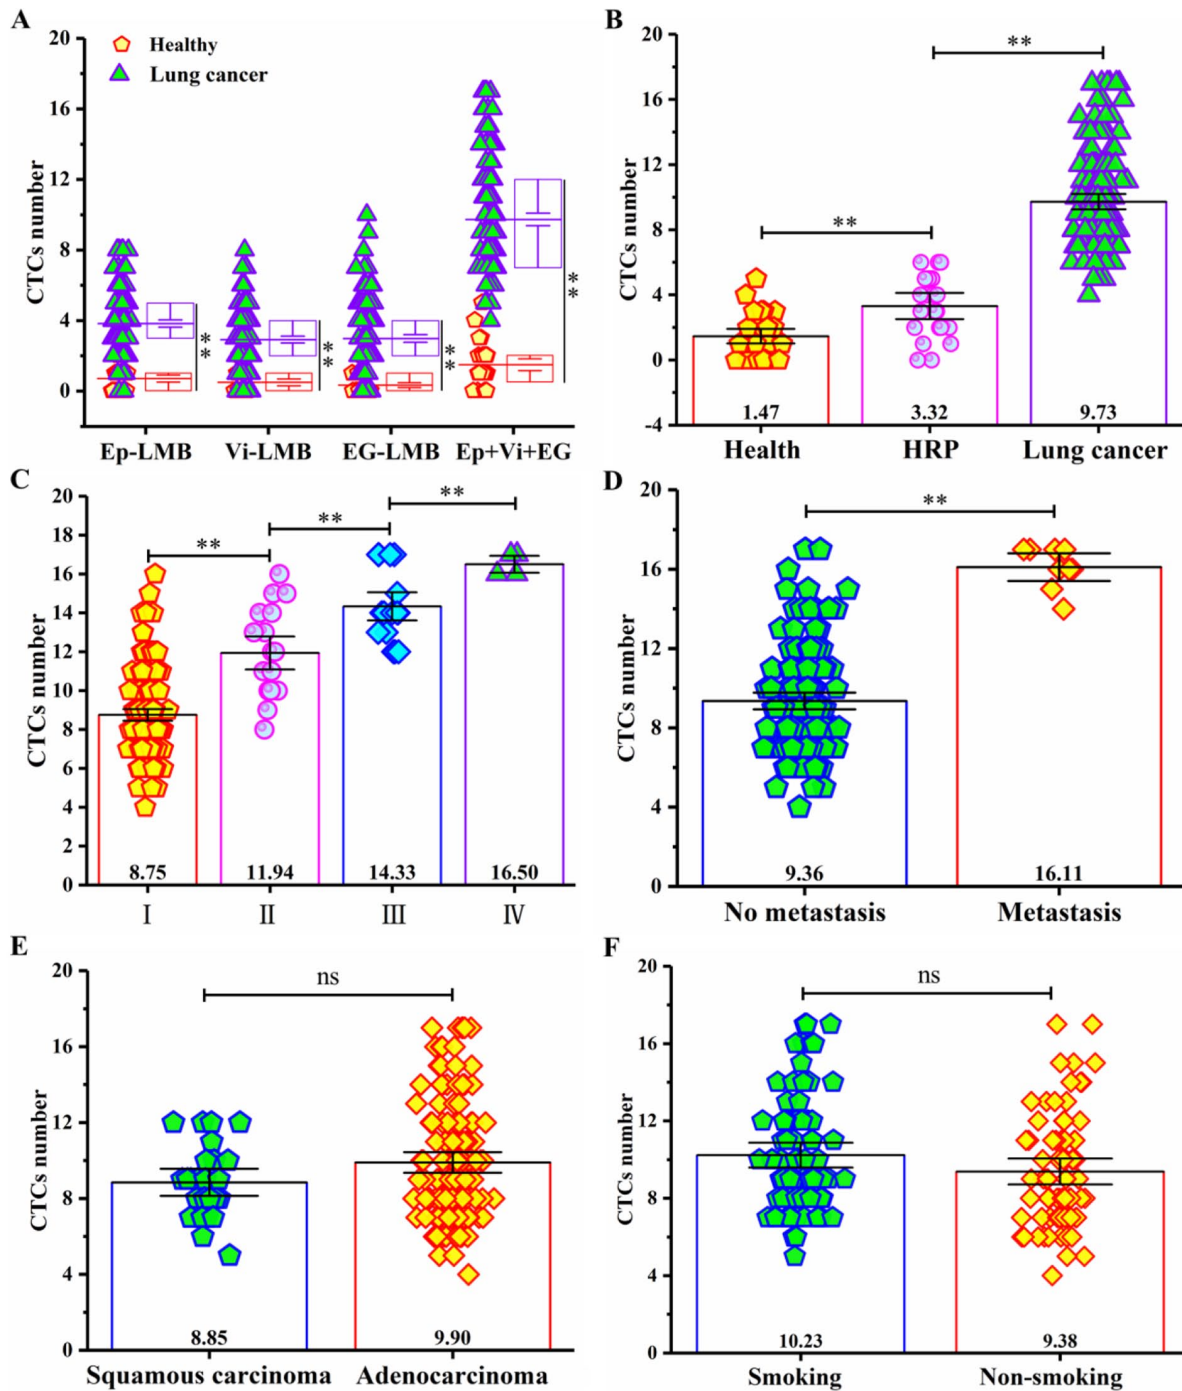 A
Healthy
Lung cancer
CTCs number
20
16
12
8
4
0
**
**
**
**
Ep-LMB Vi-LMB EG-LMB Ep+Vi+EG
B
CTCs number
20
16
12
8
4
0
-4
**
**
1.47 3.32 9.73
Health HRP Lung cancer
C
CTCs number
20
18
16
14
12
10
8
6
4
2
0
**
**
**
8.75 11.94 14.33 16.50
I II III IV
D
CTCs number
20
16
12
8
4
0
**
9.36 16.11
No metastasis Metastasis
E
CTCs number
20
16
12
8
4
0
ns
8.85 9.90
Squamous carcinoma Adenocarcinoma
F
CTCs number
20
16
12
8
4
0
ns
10.23 9.38
Smoking Non-smoking